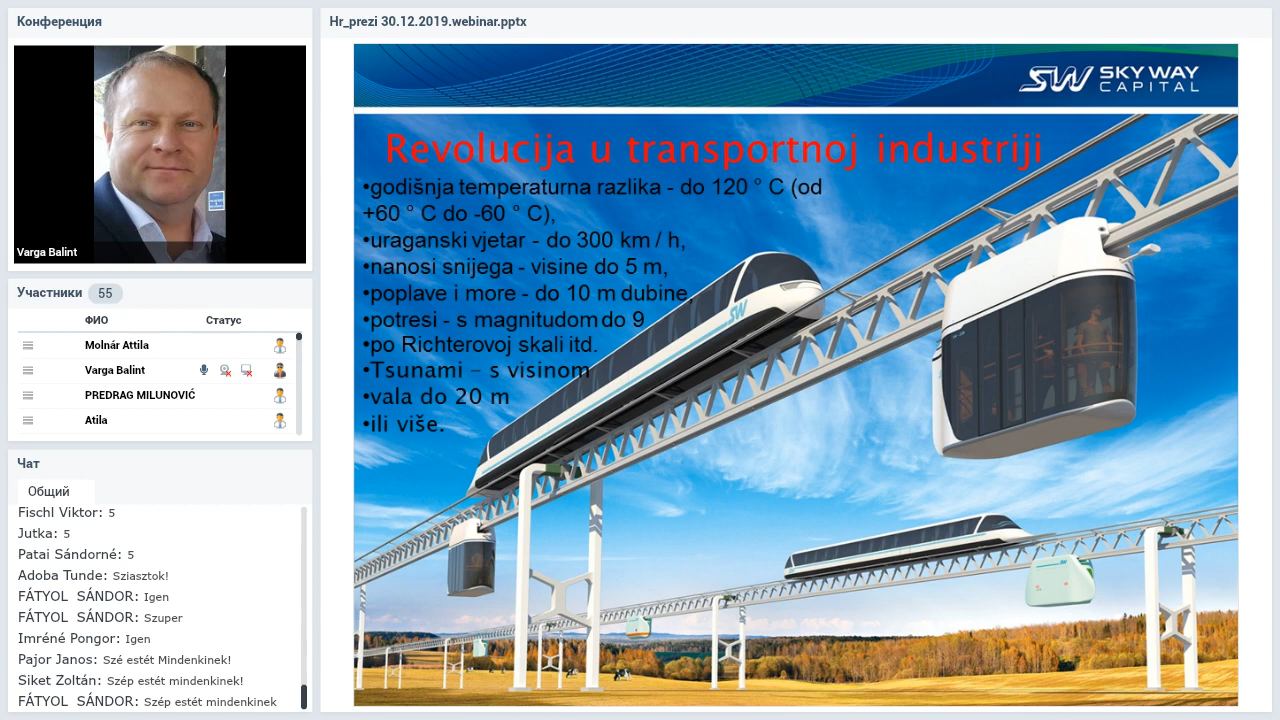 Конференция
Varga Balint
Участники 55
ФИО Статус
Molnár Attila
Varga Balint
PREDRAG MILUNOVIĆ
Atila
Чат
Общий
Fischl Viktor: 5
Jutka: 5
Patai Sándorné: 5
Adoba Tunde: Sziasztok!
FÁTYOL SÁNDOR: Igen
FÁTYOL SÁNDOR: Szuper
Imréné Pongor: Igen
Pajor Janos: Szé estét Mindenkinek!
Siket Zoltán: Szép estét mindenkinek!
FÁTYOL SÁNDOR: Szép estét mindenkinek
Hr_prezi 30.12.2019.webinar.pptx
SW SKY WAY
CAPITAL
Revolucija u transportnoj industriji
•godišnja temperaturna razlika - do 120 ° C (od
+60 ° C do -60 ° C),
•uraganski vjetar - do 300 km / h,
•nanosi snijega - visine do 5 m,
•poplave i more - do 10 m dubine,
•potresi - s magnitudom do 9
•po Richterovoj skali itd.
•Tsunami – s visinom
•vala do 20 m
•ili više.
SW